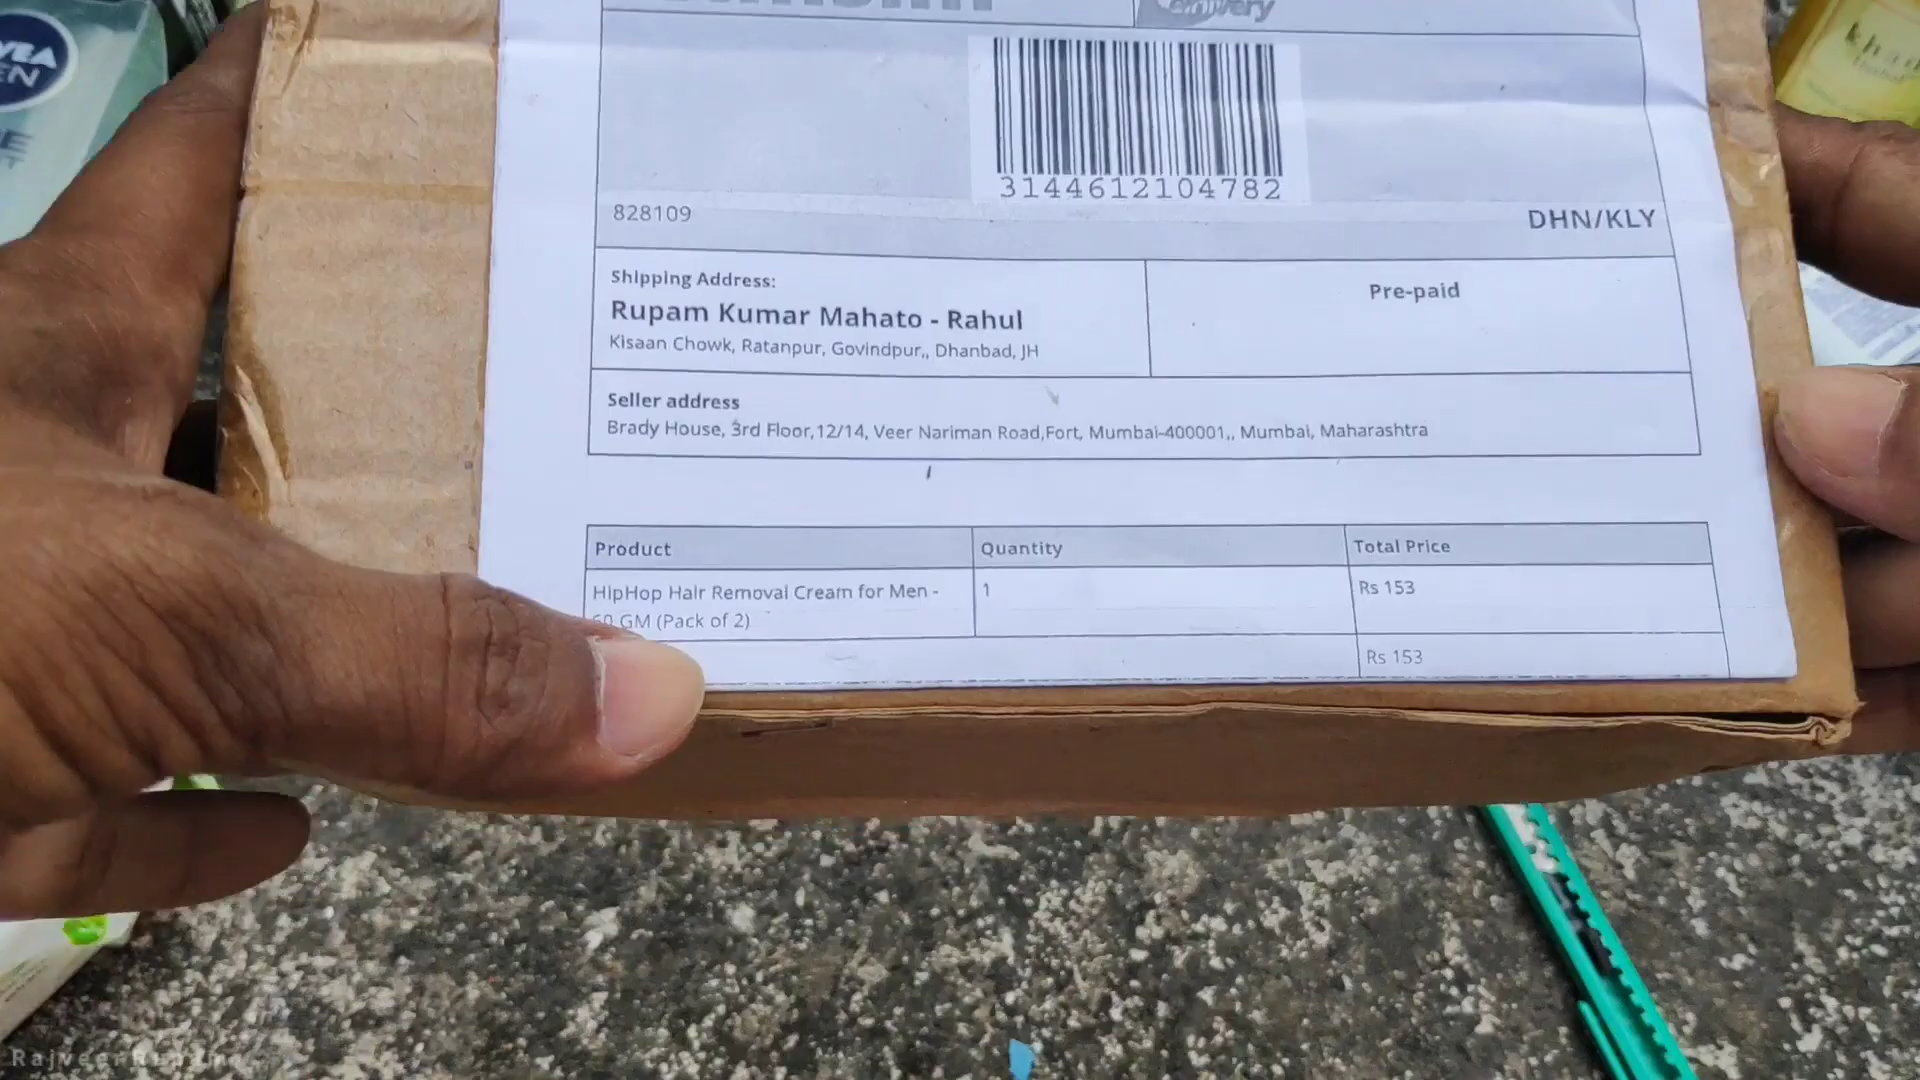 NIVEA
MEN
3144612104782
828109
DHN/KLY
Shipping Address:
Rupam Kumar Mahato - Rahul
Kisaan Chowk, Ratanpur, Govindpur,, Dhanbad, JH
Pre-paid
Seller address
Brady House, 3rd Floor,12/14, Veer Nariman Road,Fort, Mumbai-400001,, Mumbai, Maharashtra
Product Quantity Total Price
HipHop Hair Removal Cream for Men - 1 Rs 153
GM (Pack of 2)
Rs 153